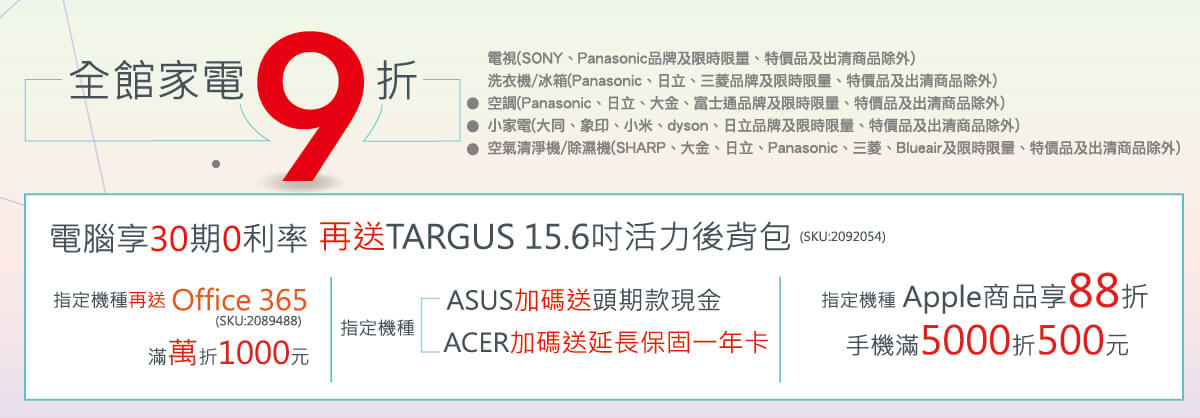 全館家電9折
電視(SONY、Panasonic品牌及限時限量、特價品及出清商品除外)
洗衣機/冰箱(Panasonic、日立、三菱品牌及限時限量、特價品及出清商品除外)
● 空調(Panasonic、日立、大金、富士通品牌及限時限量、特價品及出清商品除外)
● 小家電(大同、象印、小米、dyson、日立品牌及限時限量、特價品及出清商品除外)
● 空氣清淨機/除濕機(SHARP、大金、日立、Panasonic、三菱、Blueair及限時限量、特價品及出清商品除外)
電腦享30期0利率 再送TARGUS 15.6吋活力後背包 (SKU:2092054)
指定機種再送 Office 365
(SKU:2089488)
滿萬折1000元
指定機種
ASUS加碼送頭期款現金
ACER加碼送延長保固一年卡
指定機種 Apple商品享88折
手機滿5000折500元